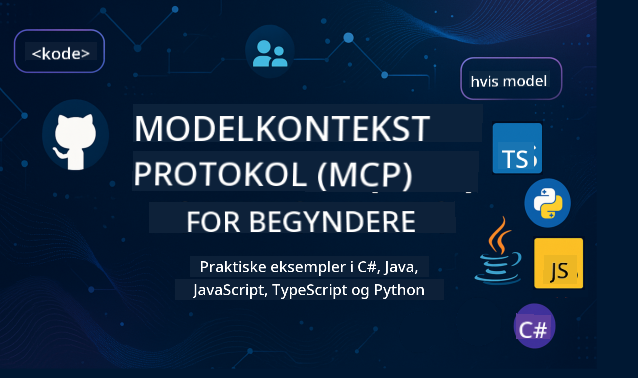 <kode>
hvis model
MODELKONTEKST
PROTOKOL (MCP)
FOR BEGYNDERE
Praktiske eksempler i C#, Java,
JavaScript, TypeScript og Python
TS
JS
C#